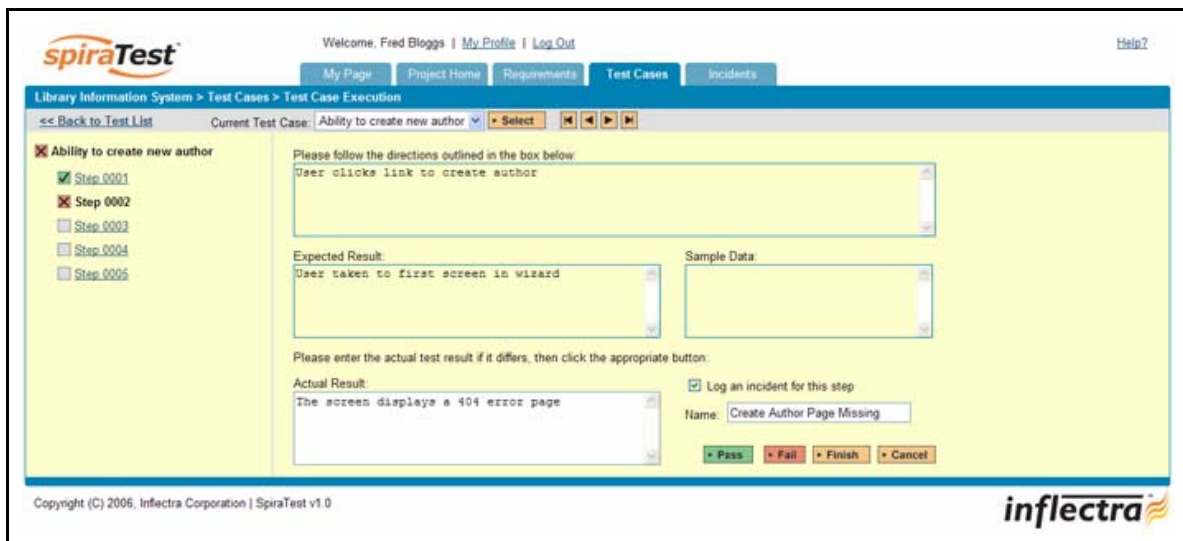 spiraTest
Welcome, Fred Bloggs | My Profile | Log Out
Help?
My Page
Project Home
Requirements
Test Cases
Incidents
Library Information System > Test Cases > Test Case Execution
<< Back to Test List
Current Test Case: Ability to create new author
Select
Ability to create new author
Step 0001
Step 0002
Step 0003
Step 0004
Step 0005
Please follow the directions outlined in the box below:
User clicks link to create author
Expected Result:
User taken to first screen in wizard
Sample Data:
Please enter the actual test result if it differs, then click the appropriate button:
Actual Result:
The screen displays a 404 error page
Log an incident for this step
Name: Create Author Page Missing
Pass
Fail
Finish
Cancel
Copyright (C) 2006, Inflectra Corporation | SpiraTest v1.0
inflectra